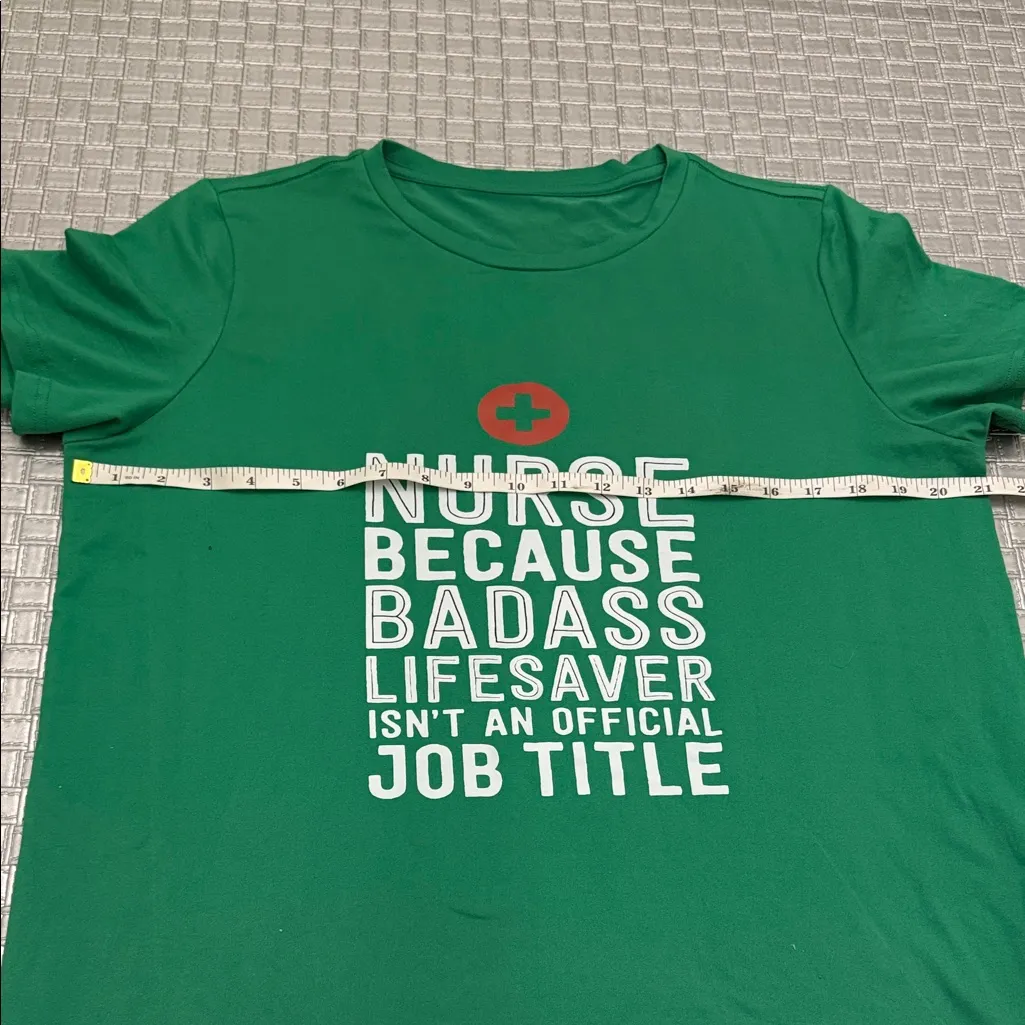 1 2 3 4 5 6 7 8 9 10 11 12 13 14 15 16 17 18 19 20 21
NURSE
BECAUSE
BADASS
LIFESAVER
ISN'T AN OFFICIAL
JOB TITLE